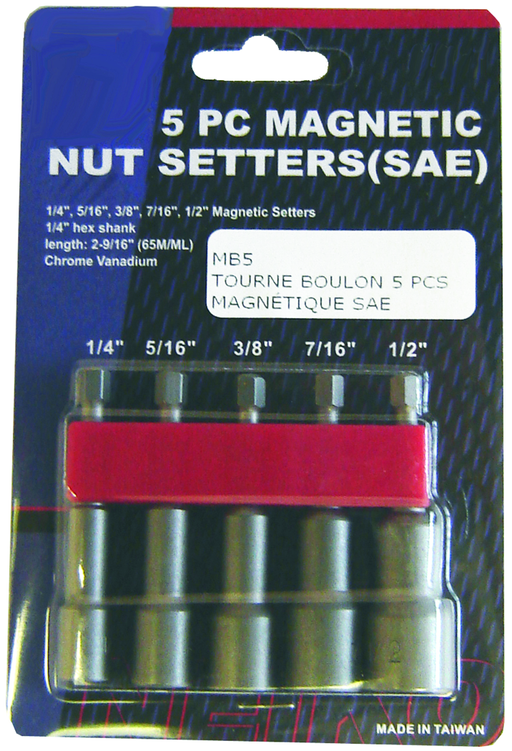 5 PC MAGNETIC
NUT SETTERS(SAE)
1/4", 5/16", 3/8", 7/16", 1/2" Magnetic Setters
1/4" hex shank
length: 2-9/16" (65M/ML)
Chrome Vanadium
MB5
TOURNE BOULON 5 PCS
MAGNÉTIQUE SAE
1/4" 5/16" 3/8" 7/16" 1/2"
2
MADE IN TAIWAN